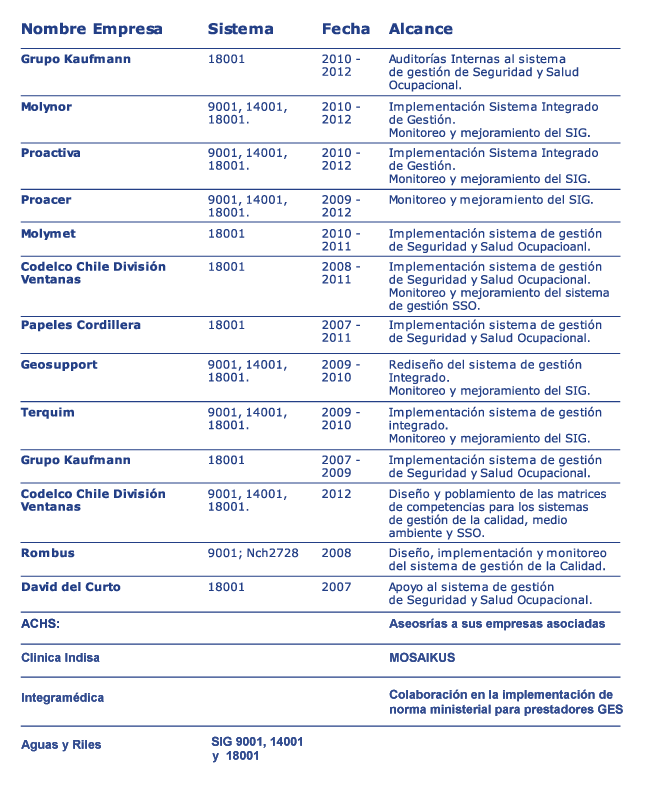 Nombre Empresa Sistema Fecha Alcance
Grupo Kaufmann 18001 2010 - Auditorías Internas al sistema
2012 de gestión de Seguridad y Salud
Ocupacional.
Molynor 9001, 14001, 2010 - Implementación Sistema Integrado
18001. 2012 de Gestión.
Monitoreo y mejoramiento del SIG.
Proactiva 9001, 14001, 2010 - Implementación Sistema Integrado
18001. 2012 de Gestión.
Monitoreo y mejoramiento del SIG.
Proacer 9001, 14001, 2009 - Monitoreo y mejoramiento del SIG.
18001. 2012
Molymet 18001 2010 - Implementación sistema de gestión
2011 de Seguridad y Salud Ocupacioanl.
Codelco Chile División 18001 2008 - Implementación sistema de gestión
Ventanas 2011 de Seguridad y Salud Ocupacional.
Monitoreo y mejoramiento del sistema
de gestión SSO.
Papeles Cordillera 18001 2007 - Implementación sistema de gestión
2011 de Seguridad y Salud Ocupacional.
Geosupport 9001, 14001, 2009 - Rediseño del sistema de gestión
18001. 2010 Integrado.
Monitoreo y mejoramiento del SIG.
Terquim 9001, 14001, 2009 - Implementación sistema de gestión
18001. 2010 integrado.
Monitoreo y mejoramiento del SIG.
Grupo Kaufmann 18001 2007 - Implementación sistema de gestión
2009 de Seguridad y Salud Ocupacional.
Codelco Chile División 9001, 14001, 2012 Diseño y poblamiento de las matrices
Ventanas 18001. de competencias para los sistemas
de gestión de la calidad, medio
ambiente y SSO.
Rombus 9001; Nch2728 2008 Diseño, implementación y monitoreo
del sistema de gestión de la Calidad.
David del Curto 18001 2007 Apoyo al sistema de gestión
de Seguridad y Salud Ocupacional.
ACHS: Aseosrías a sus empresas asociadas
Clinica Indisa MOSAIKUS
Integramédica Colaboración en la implementación de
norma ministerial para prestadores GES
Aguas y Riles SIG 9001, 14001
y 18001